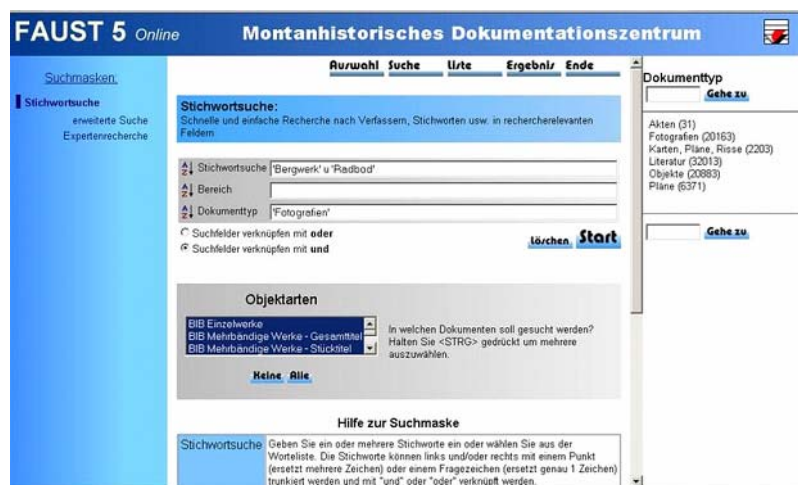 FAUST 5 Online
Montanhistorisches Dokumentationszentrum
Suchmasken:
Stichwortsuche
erweiterte Suche
Expertenrecherche
Auswahl Suche Liste Ergebnis Ende
Stichwortsuche:
Schnelle und einfache Recherche nach Verfassern, Stichworten usw. in rechercherelevanten
Feldern
Stichwortsuche 'Bergwerk' u 'Radbod'
Bereich
Dokumenttyp 'Fotografien'
Suchfelder verknüpfen mit oder
Suchfelder verknüpfen mit und
löschen Start
Objektarten
BIB Einzelwerke
BIB Mehrbändige Werke - Gesamttitel
BIB Mehrbändige Werke - Stücktitel
In welchen Dokumenten soll gesucht werden?
Halten Sie <STRG> gedrückt um mehrere
auszuwählen.
Keine Alle
Hilfe zur Suchmaske
Stichwortsuche
Geben Sie ein oder mehrere Stichworte ein oder wählen Sie aus der
Worteliste. Die Stichworte können links und/oder rechts mit einem Punkt
(ersetzt mehrere Zeichen) oder einem Fragezeichen (ersetzt genau 1 Zeichen)
trunkiert werden und mit "und" oder "oder" verknüpft werden.
Dokumenttyp
Gehe zu
Akten (31)
Fotografien (20163)
Karten, Pläne, Risse (2203)
Literatur (32013)
Objekte (20883)
Pläne (6371)
Gehe zu